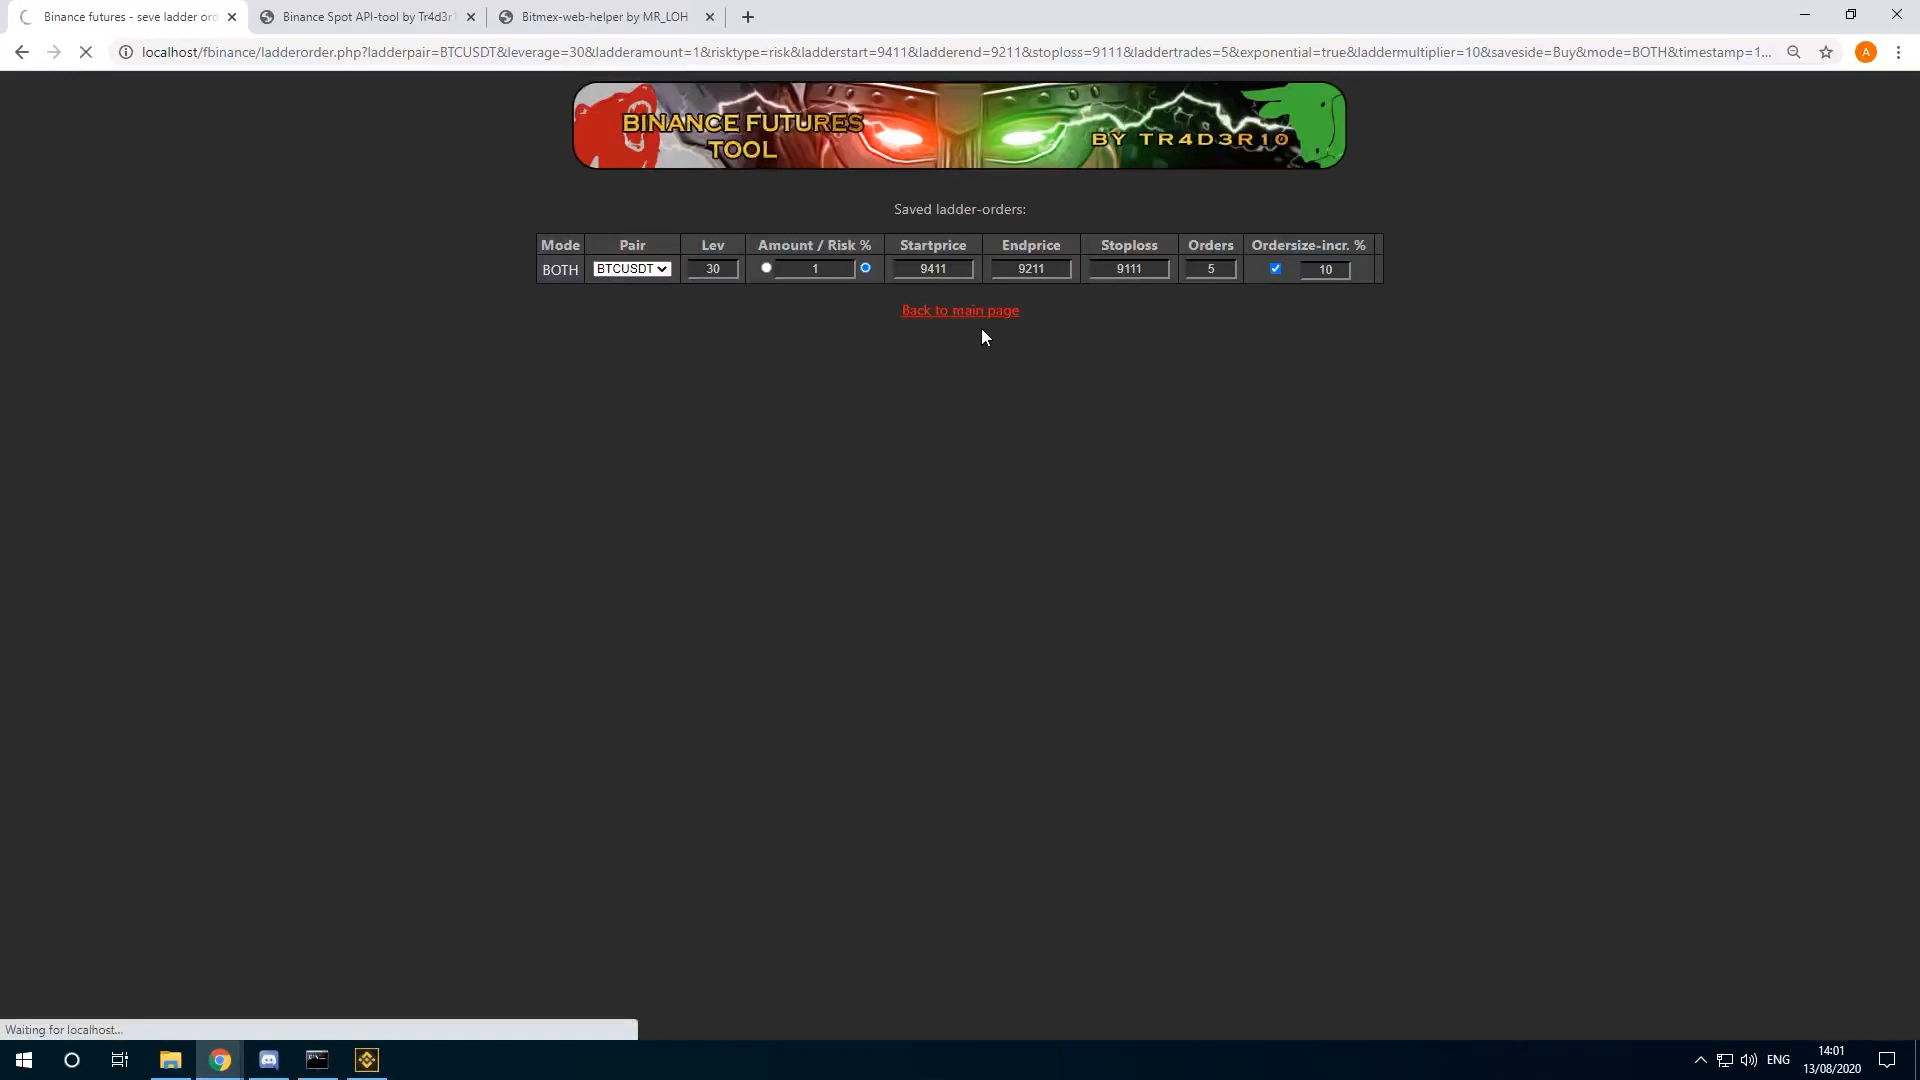 Binance futures - seve ladder ord
Binance Spot API-tool by Tr4d3r1
Bitmex-web-helper by MR_LOH
localhost/fbinance/ladderorder.php?ladderpair=BTCUSDT&leverage=30&ladderamount=1&risktype=risk&ladderstart=9411&ladderend=9211&stoploss=9111&laddertrades=5&exponential=true&laddermultiplier=10&saveside=Buy&mode=BOTH&timestamp=1...
A
BINANCE FUTURES
TOOL
BY TR4D3R10
Saved ladder-orders:
Mode Pair Lev Amount / Risk % Startprice Endprice Stoploss Orders Ordersize-incr. %
BOTH BTCUSDT 30 1 9411 9211 9111 5 10
Back to main page
Waiting for localhost...
ENG
14:01
13/08/2020